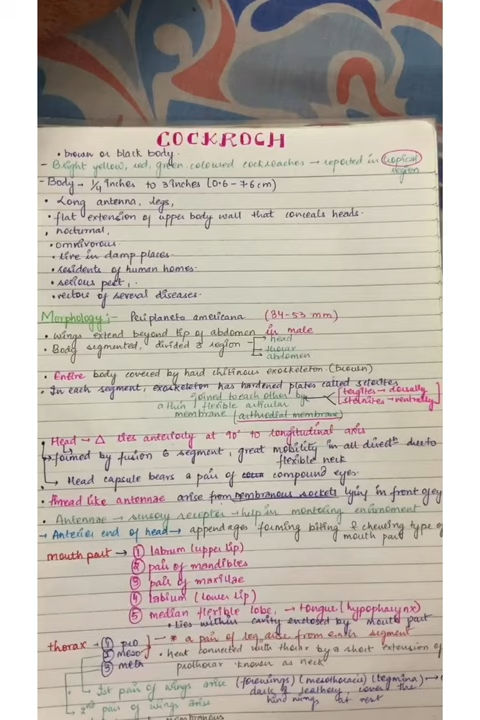 COCKROCH
• brown or black body.
- Bright yellow, red, green coloured cockroaches → reported in tropical region
- Body - 1/4 inches to 3 inches (0.6 - 7.6 cm)
• Long antenna, legs,
• flat extension of upper body wall that conceals heads.
• nocturnal,
• omnivorous
• live in damp places.
• residents of human homes.
• serious pest,
• vectors of several diseases.
Morphology:- Periplaneta americana (34-53 mm)
• wings extend beyond tip of abdomen in male
• Body segmented, divided 3 region
head
thorax
abdomen
• Entire body covered by hard chitinous exoskeleton (brown)
• In each segment, exoskeleton has hardened plates called sclerites
joined to each other by
a thin flexible articular
membrane (arthrodial membrane)
tergites → dorsally
sternites → ventrally
• Head → △ lies anteriorly at 90° to longitudinal axis
formed by fusion 6 segment, great mobility in all directn due to
flexible neck
Head capsule bears a pair of compound eyes.
• thread like antennae arise from membranous sockets lying in front of eye
• Antennae → sensory receptor → help in
→ Anterior end of head → appendages forming biting & chewing type of
mouth part
mouth part → ① labium (upper lip)
② pair of mandibles
③ pair of maxillae
④ labium (lower lip)
⑤ median flexible lobe, → tongue (hypopharynx)
• lies within cavity enclosed by mouth part
thorax → ① pro
② meso
③ meta
→ * a pair of leg arise from each segment
• Head connected with thorax by a short extension of
prothorax known as neck
1st pair of wings arise (forewings) (mesothorax) (tegmina) →
dark & leathery, cover the
hind wings at rest
pair of wings arise